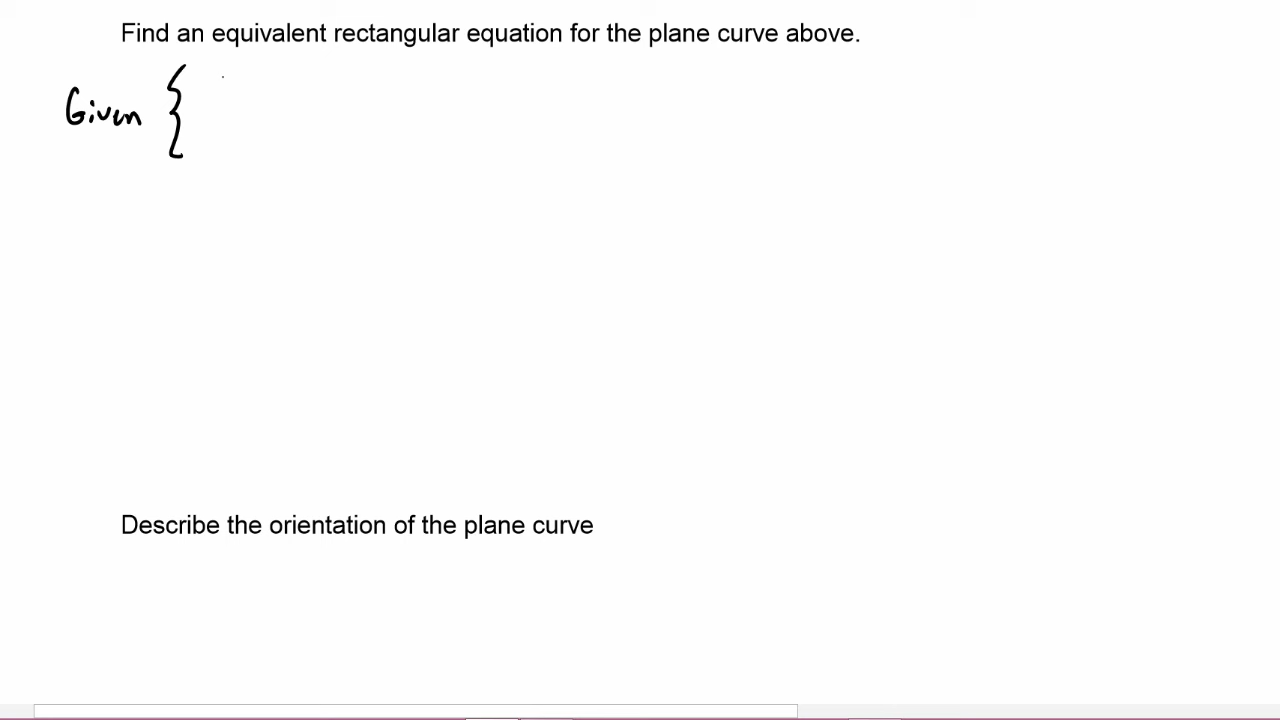 Find an equivalent rectangular equation for the plane curve above.
Given {
Describe the orientation of the plane curve